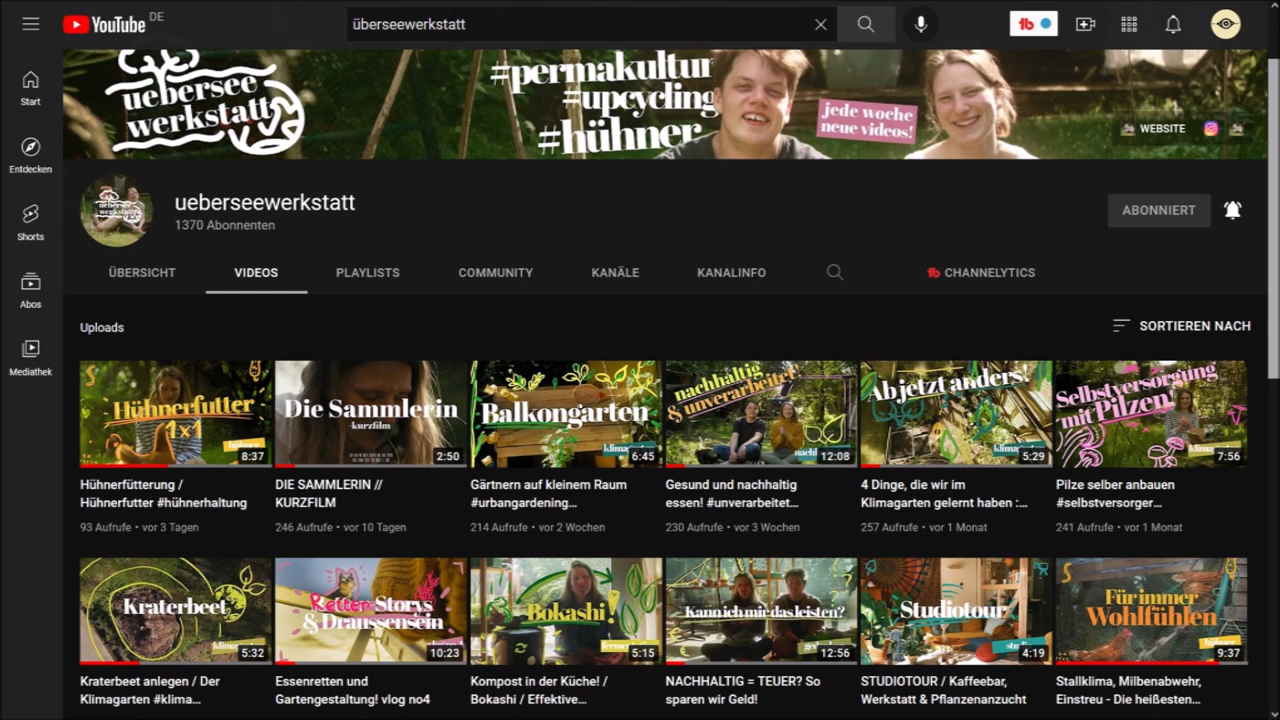 YouTube DE
überseewerkstatt
Start
Entdecken
Shorts
Abos
Mediathek
uebersee
werkstatt
#permakultur
#upcycling
#hühner
jede woche
neue videos!
WEBSITE
ueberseewerkstatt
1370 Abonnenten
ABONNIERT
ÜBERSICHT
VIDEOS
PLAYLISTS
COMMUNITY
KANÄLE
KANALINFO
CHANNELYTICS
Uploads
SORTIEREN NACH
Hühnerfutter
1x1
hühner
8:37
Die Sammlerin
-kurzfilm-
2:50
Balkongarten
6:45
nachhaltig
& unverarbeitet?
12:08
Ab jetzt anders!
5:29
Selbstversorgung
mit Pilzen!
7:56
Hühnerfütterung /
Hühnerfutter #hühnerhaltung
93 Aufrufe • vor 3 Tagen
DIE SAMMLERIN //
KURZFILM
246 Aufrufe • vor 10 Tagen
Gärtnern auf kleinem Raum
#urbangardening...
214 Aufrufe • vor 2 Wochen
Gesund und nachhaltig
essen! #unverarbeitet...
230 Aufrufe • vor 3 Wochen
4 Dinge, die wir im
Klimagarten gelernt haben :...
257 Aufrufe • vor 1 Monat
Pilze selber anbauen
#selbstversorger...
241 Aufrufe • vor 1 Monat
Kraterbeet
5:32
Retter-Storys
& Draussensein
10:23
Bokashi!
5:15
Kann ich mir das leisten?
12:56
Studiotour
4:19
Für immer
Wohlfühlen
9:37
Kraterbeet anlegen / Der
Klimagarten #klima...
Essenretten und
Gartengestaltung! vlog no4
Kompost in der Küche! /
Bokashi / Effektive...
NACHHALTIG = TEUER? So
sparen wir Geld!
STUDIOTOUR / Kaffeebar,
Werkstatt & Pflanzenanzucht
Stallklima, Milbenabwehr,
Einstreu - Die heißesten...